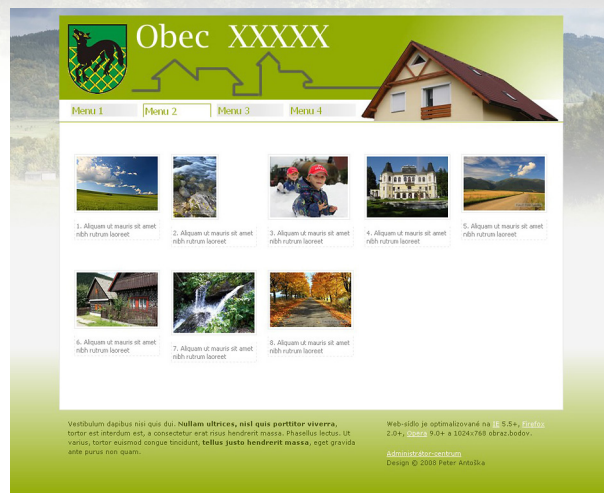 Obec XXXXX
Menu 1
Menu 2
Menu 3
Menu 4
1. Aliquam ut mauris sit amet
nibh rutrum laoreet
2. Aliquam ut mauris sit amet
nibh rutrum laoreet
3. Aliquam ut mauris sit amet
nibh rutrum laoreet
4. Aliquam ut mauris sit amet
nibh rutrum laoreet
5. Aliquam ut mauris sit amet
nibh rutrum laoreet
6. Aliquam ut mauris sit amet
nibh rutrum laoreet
7. Aliquam ut mauris sit amet
nibh rutrum laoreet
8. Aliquam ut mauris sit amet
nibh rutrum laoreet
Vestibulum dapibus nisi quis dui. Nullam ultrices, nisl quis porttitor viverra,
tortor est interdum est, a consectetur erat risus hendrerit massa. Phasellus lectus. Ut
varius, tortor euismod congue tincidunt, tellus justo hendrerit massa, eget gravida
ante purus non quam.
Web-sídlo je optimalizované na IE 5.5+, Firefox
2.0+, Opera 9.0+ a 1024x768 obraz.bodov.
Administrátor-centrum
Design © 2008 Peter Antoška